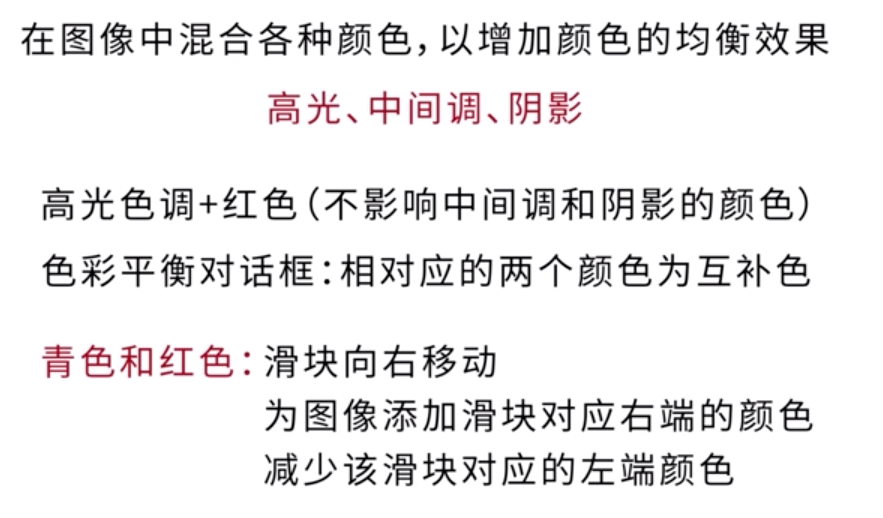 在图像中混合各种颜色，以增加颜色的均衡效果
高光、中间调、阴影
高光色调+红色（不影响中间调和阴影的颜色）
色彩平衡对话框：相对应的两个颜色为互补色
青色和红色：滑块向右移动
为图像添加滑块对应右端的颜色
减少该滑块对应的左端颜色